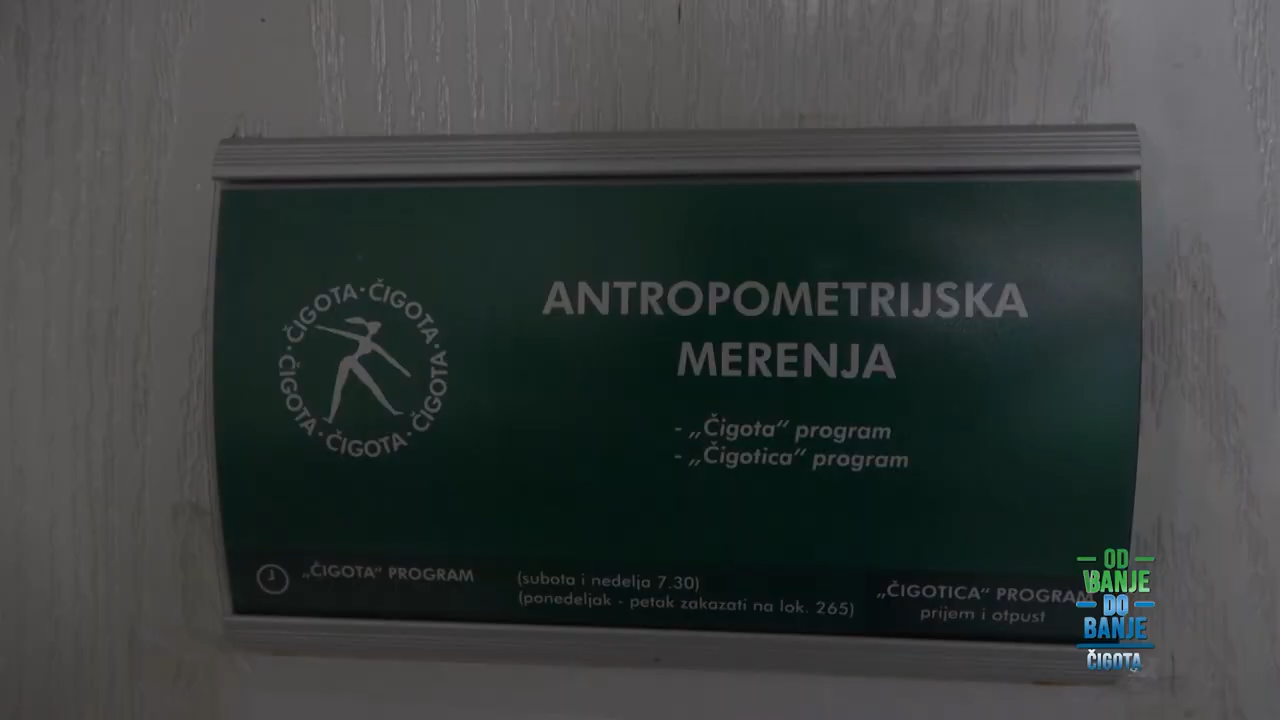 ČIGOTA · ČIGOTA · ČIGOTA · ČIGOTA · ČIGOTA ·
ANTROPOMETRIJSKA
MERENJA
- „Čigota“ program
- „Čigotica“ program
1 „ČIGOTA“ PROGRAM
(subota i nedelja 7.30)
(ponedeljak - petak zakazati na lok. 265)
„ČIGOTICA“ PROGRAM
prijem i otpust
OD
BANJE
DO
BANJE
ČIGOTA